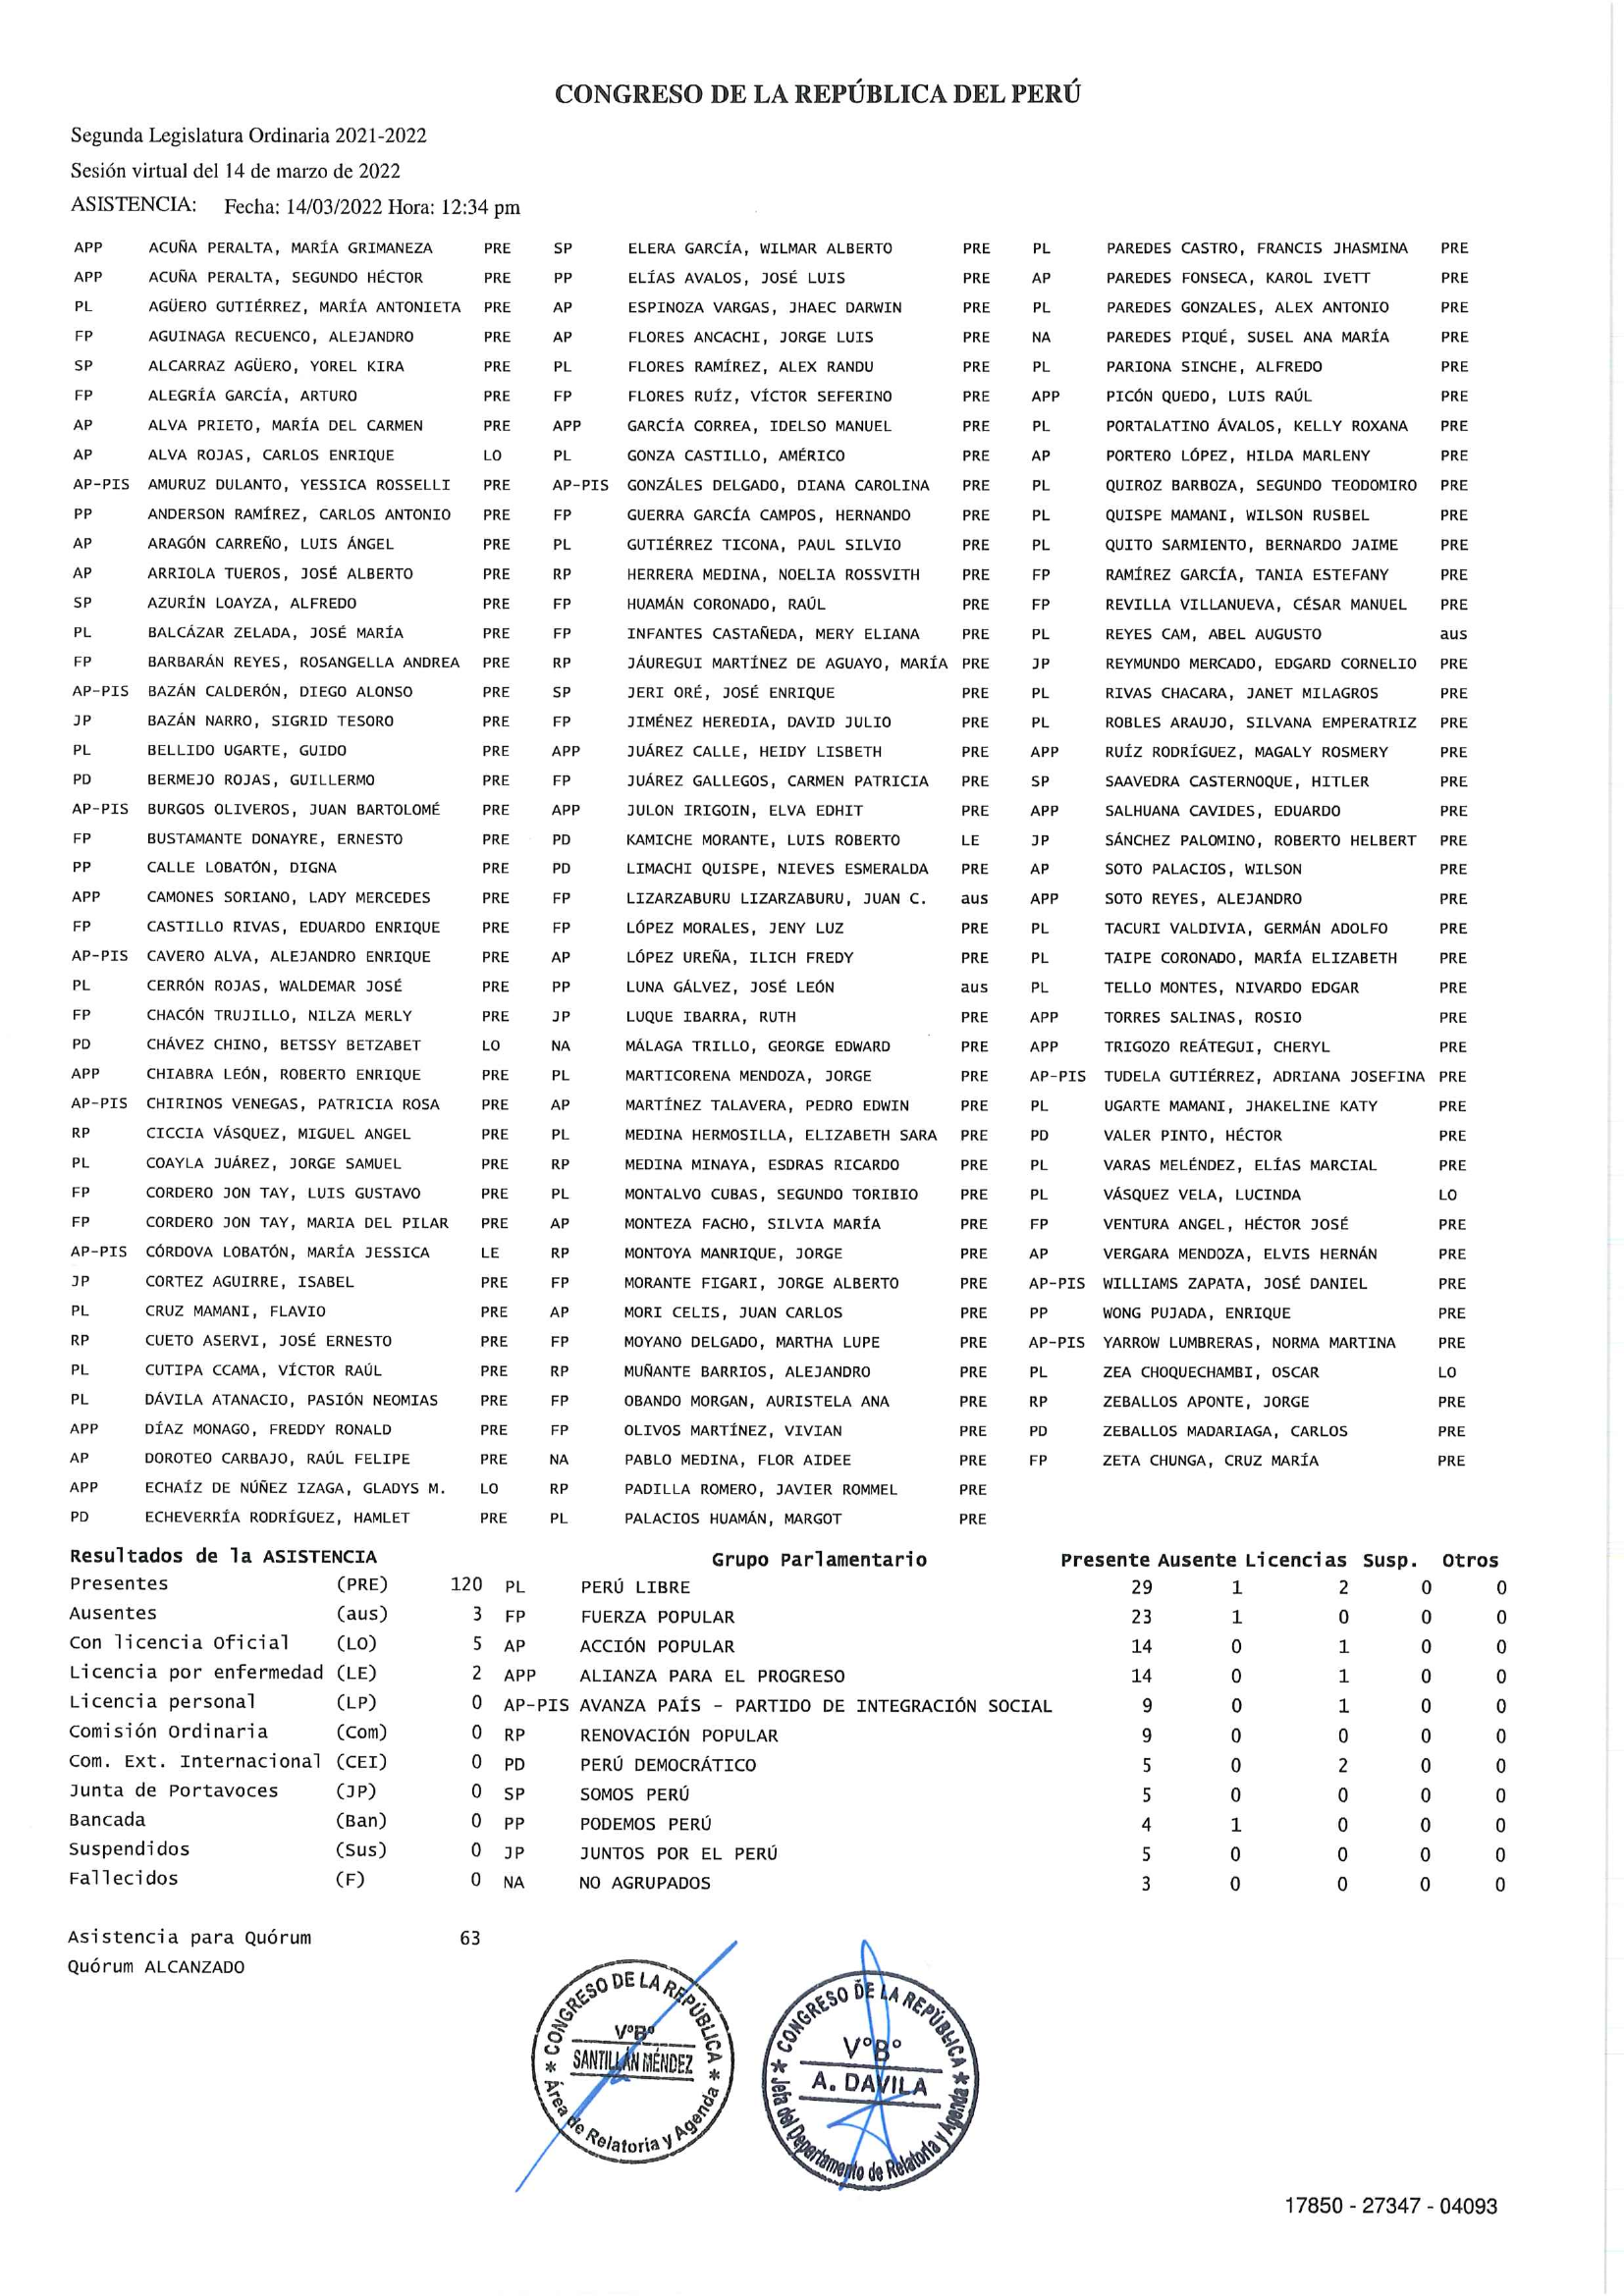 CONGRESO DE LA REPÚBLICA DEL PERÚ
Segunda Legislatura Ordinaria 2021-2022
Sesión virtual del 14 de marzo de 2022
ASISTENCIA: Fecha: 14/03/2022 Hora: 12:34 pm
APP ACUÑA PERALTA, MARÍA GRIMANEZA PRE SP ELERA GARCÍA, WILMAR ALBERTO PRE PL PAREDES CASTRO, FRANCIS JHASMINA PRE
APP ACUÑA PERALTA, SEGUNDO HÉCTOR PRE PP ELÍAS AVALOS, JOSÉ LUIS PRE AP PAREDES FONSECA, KAROL IVETT PRE
PL AGÜERO GUTIÉRREZ, MARÍA ANTONIETA PRE AP ESPINOZA VARGAS, JHAEC DARWIN PRE PL PAREDES GONZALES, ALEX ANTONIO PRE
FP AGUINAGA RECUENCO, ALEJANDRO PRE AP FLORES ANCACHI, JORGE LUIS PRE NA PAREDES PIQUÉ, SUSEL ANA MARÍA PRE
SP ALCARRAZ AGÜERO, YOREL KIRA PRE PL FLORES RAMÍREZ, ALEX RANDU PRE PL PARIONA SINCHE, ALFREDO PRE
FP ALEGRÍA GARCÍA, ARTURO PRE FP FLORES RUÍZ, VÍCTOR SEFERINO PRE APP PICÓN QUEDO, LUIS RAÚL PRE
AP ALVA PRIETO, MARÍA DEL CARMEN PRE APP GARCÍA CORREA, IDELSO MANUEL PRE PL PORTALATINO ÁVALOS, KELLY ROXANA PRE
AP ALVA ROJAS, CARLOS ENRIQUE LO PL GONZA CASTILLO, AMÉRICO PRE AP PORTERO LÓPEZ, HILDA MARLENY PRE
AP-PIS AMURUZ DULANTO, YESSICA ROSSELLI PRE AP-PIS GONZÁLES DELGADO, DIANA CAROLINA PRE PL QUIROZ BARBOZA, SEGUNDO TEODOMIRO PRE
PP ANDERSON RAMÍREZ, CARLOS ANTONIO PRE FP GUERRA GARCÍA CAMPOS, HERNANDO PRE PL QUISPE MAMANI, WILSON RUSBEL PRE
AP ARAGÓN CARREÑO, LUIS ÁNGEL PRE PL GUTIÉRREZ TICONA, PAUL SILVIO PRE PL QUITO SARMIENTO, BERNARDO JAIME PRE
AP ARRIOLA TUEROS, JOSÉ ALBERTO PRE RP HERRERA MEDINA, NOELIA ROSSVITH PRE FP RAMÍREZ GARCÍA, TANIA ESTEFANY PRE
SP AZURÍN LOAYZA, ALFREDO PRE FP HUAMÁN CORONADO, RAÚL PRE FP REVILLA VILLANUEVA, CÉSAR MANUEL PRE
PL BALCÁZAR ZELADA, JOSÉ MARÍA PRE FP INFANTES CASTAÑEDA, MERY ELIANA PRE PL REYES CAM, ABEL AUGUSTO aus
FP BARBARÁN REYES, ROSANGELLA ANDREA PRE RP JÁUREGUI MARTÍNEZ DE AGUAYO, MARÍA PRE JP REYMUNDO MERCADO, EDGARD CORNELIO PRE
AP-PIS BAZÁN CALDERÓN, DIEGO ALONSO PRE SP JERI ORÉ, JOSÉ ENRIQUE PRE PL RIVAS CHACARA, JANET MILAGROS PRE
JP BAZÁN NARRO, SIGRID TESORO PRE FP JIMÉNEZ HEREDIA, DAVID JULIO PRE PL ROBLES ARAUJO, SILVANA EMPERATRIZ PRE
PL BELLIDO UGARTE, GUIDO PRE APP JUÁREZ CALLE, HEIDY LISBETH PRE APP RUÍZ RODRÍGUEZ, MAGALY ROSMERY PRE
PD BERMEJO ROJAS, GUILLERMO PRE FP JUÁREZ GALLEGOS, CARMEN PATRICIA PRE SP SAAVEDRA CASTERNOQUE, HITLER PRE
AP-PIS BURGOS OLIVEROS, JUAN BARTOLOMÉ PRE APP JULON IRIGOIN, ELVA EDHIT PRE APP SALHUANA CAVIDES, EDUARDO PRE
FP BUSTAMANTE DONAYRE, ERNESTO PRE PD KAMICHE MORANTE, LUIS ROBERTO LE JP SÁNCHEZ PALOMINO, ROBERTO HELBERT PRE
PP CALLE LOBATÓN, DIGNA PRE PD LIMACHI QUISPE, NIEVES ESMERALDA PRE AP SOTO PALACIOS, WILSON PRE
APP CAMONES SORIANO, LADY MERCEDES PRE FP LIZARZABURU LIZARZABURU, JUAN C. aus APP SOTO REYES, ALEJANDRO PRE
FP CASTILLO RIVAS, EDUARDO ENRIQUE PRE FP LÓPEZ MORALES, JENY LUZ PRE PL TACURI VALDIVIA, GERMÁN ADOLFO PRE
AP-PIS CAVERO ALVA, ALEJANDRO ENRIQUE PRE AP LÓPEZ UREÑA, ILICH FREDY PRE PL TAIPE CORONADO, MARÍA ELIZABETH PRE
PL CERRÓN ROJAS, WALDEMAR JOSÉ PRE PP LUNA GÁLVEZ, JOSÉ LEÓN aus PL TELLO MONTES, NIVARDO EDGAR PRE
FP CHACÓN TRUJILLO, NILZA MERLY PRE JP LUQUE IBARRA, RUTH PRE APP TORRES SALINAS, ROSIO PRE
PD CHÁVEZ CHINO, BETSSY BETZABET LO NA MÁLAGA TRILLO, GEORGE EDWARD PRE APP TRIGOZO REÁTEGUI, CHERYL PRE
APP CHIABRA LEÓN, ROBERTO ENRIQUE PRE PL MARTICORENA MENDOZA, JORGE PRE AP-PIS TUDELA GUTIÉRREZ, ADRIANA JOSEFINA PRE
AP-PIS CHIRINOS VENEGAS, PATRICIA ROSA PRE AP MARTÍNEZ TALAVERA, PEDRO EDWIN PRE PL UGARTE MAMANI, JHAKELINE KATY PRE
RP CICCIA VÁSQUEZ, MIGUEL ANGEL PRE PL MEDINA HERMOSILLA, ELIZABETH SARA PRE PD VALER PINTO, HÉCTOR PRE
PL COAYLA JUÁREZ, JORGE SAMUEL PRE RP MEDINA MINAYA, ESDRAS RICARDO PRE PL VARAS MELÉNDEZ, ELÍAS MARCIAL PRE
FP CORDERO JON TAY, LUIS GUSTAVO PRE PL MONTALVO CUBAS, SEGUNDO TORIBIO PRE PL VÁSQUEZ VELA, LUCINDA LO
FP CORDERO JON TAY, MARIA DEL PILAR PRE AP MONTEZA FACHO, SILVIA MARÍA PRE FP VENTURA ANGEL, HÉCTOR JOSÉ PRE
AP-PIS CÓRDOVA LOBATÓN, MARÍA JESSICA LE RP MONTOYA MANRIQUE, JORGE PRE AP VERGARA MENDOZA, ELVIS HERNÁN PRE
JP CORTEZ AGUIRRE, ISABEL PRE FP MORANTE FIGARI, JORGE ALBERTO PRE AP-PIS WILLIAMS ZAPATA, JOSÉ DANIEL PRE
PL CRUZ MAMANI, FLAVIO PRE AP MORI CELIS, JUAN CARLOS PRE PP WONG PUJADA, ENRIQUE PRE
RP CUETO ASERVI, JOSÉ ERNESTO PRE FP MOYANO DELGADO, MARTHA LUPE PRE AP-PIS YARROW LUMBRERAS, NORMA MARTINA PRE
PL CUTIPA CCAMA, VÍCTOR RAÚL PRE RP MUÑANTE BARRIOS, ALEJANDRO PRE PL ZEA CHOQUECHAMBI, OSCAR LO
PL DÁVILA ATANACIO, PASIÓN NEOMIAS PRE FP OBANDO MORGAN, AURISTELA ANA PRE RP ZEBALLOS APONTE, JORGE PRE
APP DÍAZ MONAGO, FREDDY RONALD PRE FP OLIVOS MARTÍNEZ, VIVIAN PRE PD ZEBALLOS MADARIAGA, CARLOS PRE
AP DOROTEO CARBAJO, RAÚL FELIPE PRE NA PABLO MEDINA, FLOR AIDEE PRE FP ZETA CHUNGA, CRUZ MARÍA PRE
APP ECHAÍZ DE NÚÑEZ IZAGA, GLADYS M. LO RP PADILLA ROMERO, JAVIER ROMMEL PRE
PD ECHEVERRÍA RODRÍGUEZ, HAMLET PRE PL PALACIOS HUAMÁN, MARGOT PRE
Resultados de la ASISTENCIA Grupo Parlamentario Presente Ausente Licencias Susp. Otros
Presentes (PRE) 120 PL PERÚ LIBRE 29 1 2 0 0
Ausentes (aus) 3 FP FUERZA POPULAR 23 1 0 0 0
Con licencia Oficial (LO) 5 AP ACCIÓN POPULAR 14 0 1 0 0
Licencia por enfermedad (LE) 2 APP ALIANZA PARA EL PROGRESO 14 0 1 0 0
Licencia personal (LP) 0 AP-PIS AVANZA PAÍS - PARTIDO DE INTEGRACIÓN SOCIAL 9 0 1 0 0
Comisión Ordinaria (Com) 0 RP RENOVACIÓN POPULAR 9 0 0 0 0
Com. Ext. Internacional (CEI) 0 PD PERÚ DEMOCRÁTICO 5 0 2 0 0
Junta de Portavoces (JP) 0 SP SOMOS PERÚ 5 0 0 0 0
Bancada (Ban) 0 PP PODEMOS PERÚ 4 1 0 0 0
Suspendidos (Sus) 0 JP JUNTOS POR EL PERÚ 5 0 0 0 0
Fallecidos (F) 0 NA NO AGRUPADOS 3 0 0 0 0
Asistencia para Quórum 63
Quórum ALCANZADO
CONGRESO DE LA REPÚBLICA
V°B°
SANTILLÁN MÉNDEZ
Área de Relatoria y Agenda
CONGRESO DE LA REPÚBLICA
V°B°
A. DAVILA
Jefa del Departamento de Relatoria y Agenda
17850 - 27347 - 04093